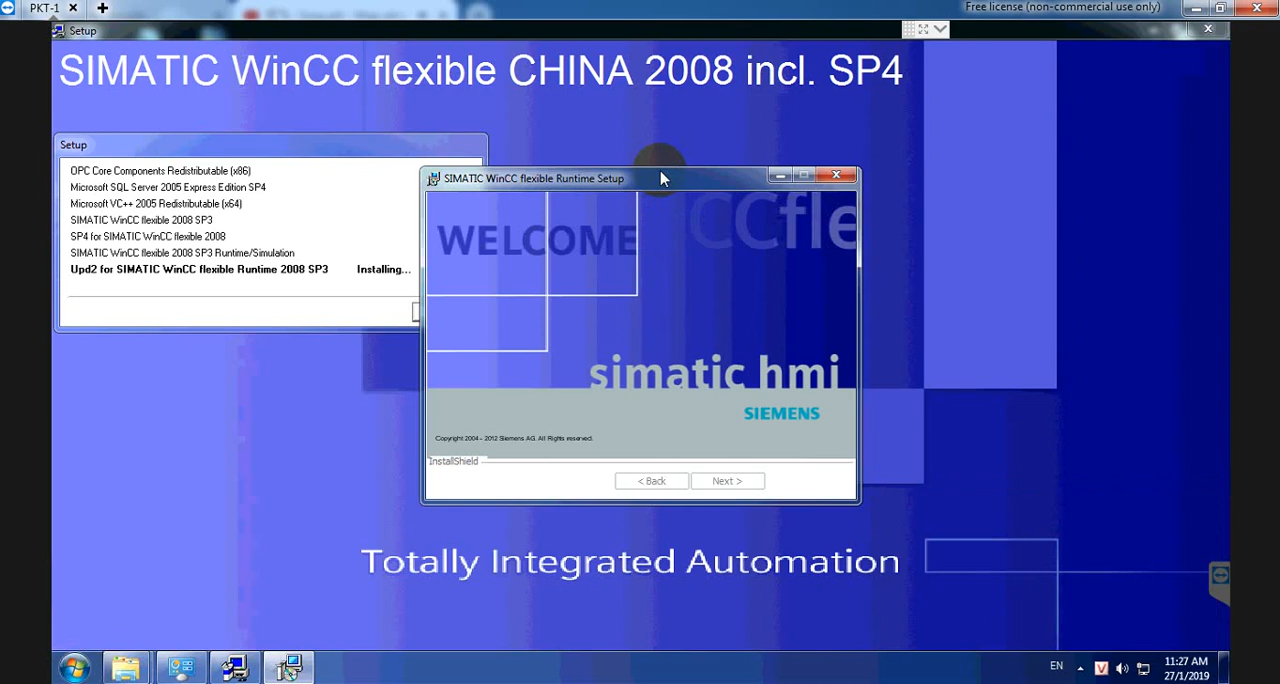 PKT-1
Free license (non-commercial use only)
Setup
SIMATIC WinCC flexible CHINA 2008 incl. SP4
Setup
OPC Core Components Redistributable (x86)
Microsoft SQL Server 2005 Express Edition SP4
Microsoft VC++ 2005 Redistributable (x64)
SIMATIC WinCC flexible 2008 SP3
SP4 for SIMATIC WinCC flexible 2008
SIMATIC WinCC flexible 2008 SP3 Runtime/Simulation
Upd2 for SIMATIC WinCC flexible Runtime 2008 SP3 Installing...
SIMATIC WinCC flexible Runtime Setup
CCfle
WELCOME
simatic hmi
SIEMENS
Copyright 2004 - 2012 Siemens AG. All Rights reserved.
InstallShield
< Back Next >
Totally Integrated Automation
EN
11:27 AM
27/1/2019